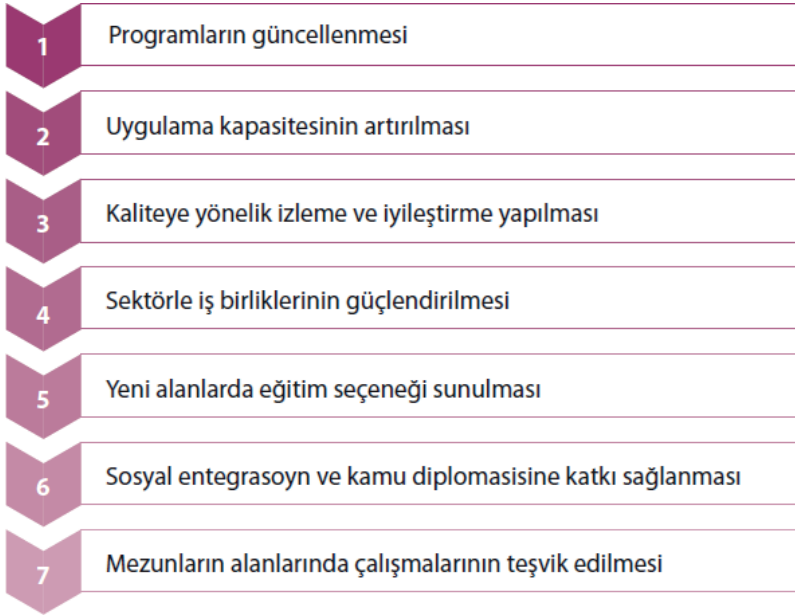 1 Programların güncellenmesi
2 Uygulama kapasitesinin artırılması
3 Kaliteye yönelik izleme ve iyileştirme yapılması
4 Sektörle iş birliklerinin güçlendirilmesi
5 Yeni alanlarda eğitim seçeneği sunulması
6 Sosyal entegrasoyn ve kamu diplomasisine katkı sağlanması
7 Mezunların alanlarında çalışmalarının teşvik edilmesi